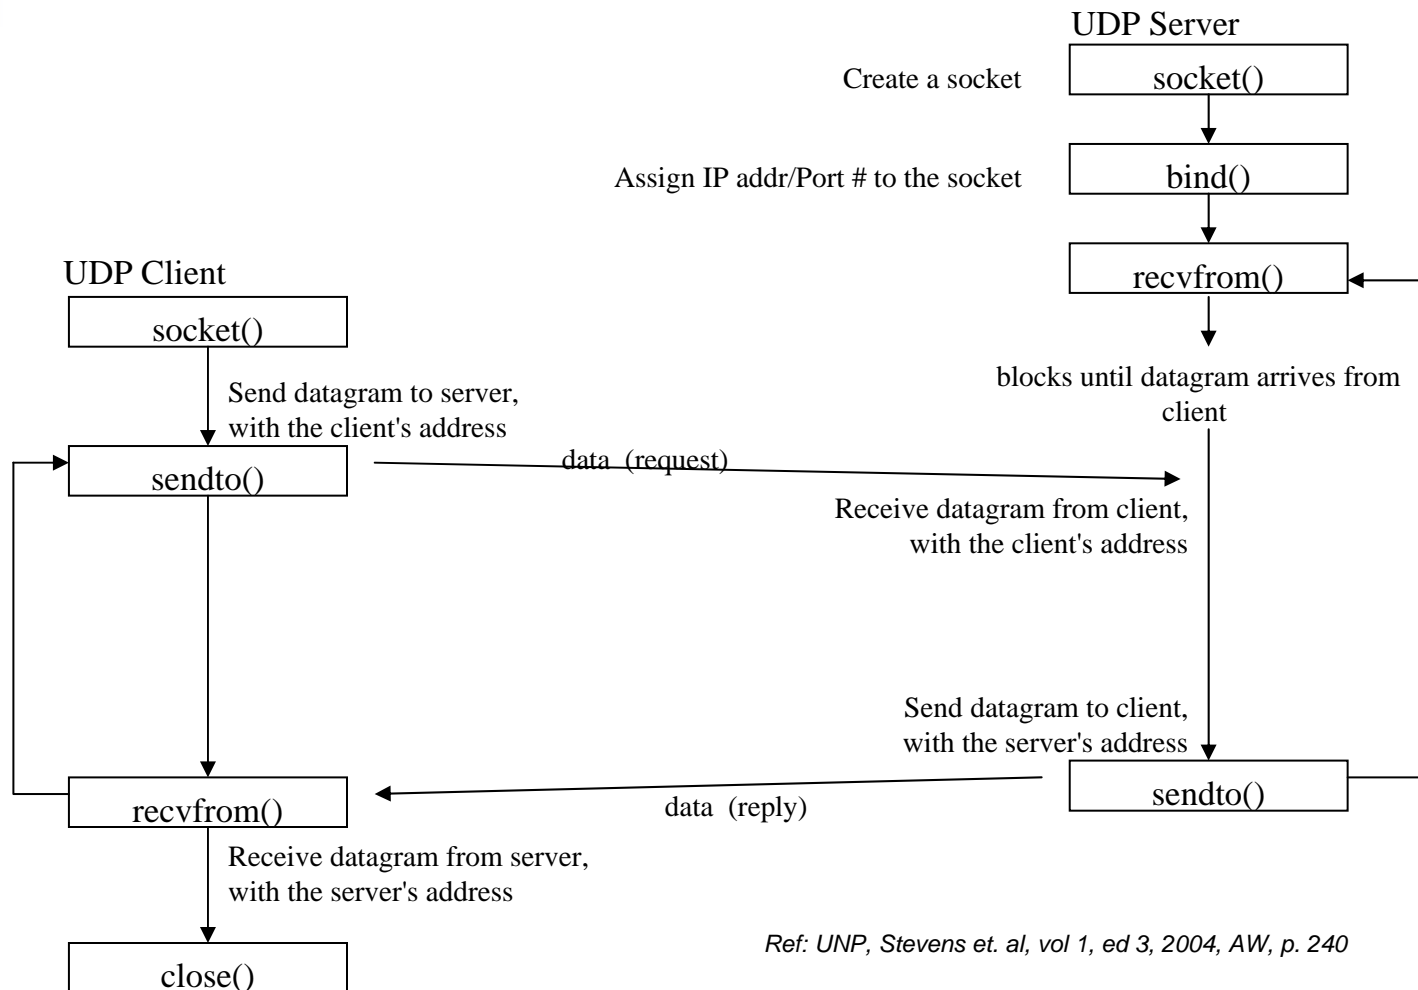 UDP Server
Create a socket
socket()
Assign IP addr/Port # to the socket
bind()
recvfrom()
UDP Client
socket()
blocks until datagram arrives from
client
Send datagram to server,
with the client's address
sendto()
data (request)
Receive datagram from client,
with the client's address
Send datagram to client,
with the server's address
sendto()
recvfrom()
data (reply)
Receive datagram from server,
with the server's address
Ref: UNP, Stevens et. al, vol 1, ed 3, 2004, AW, p. 240
close()